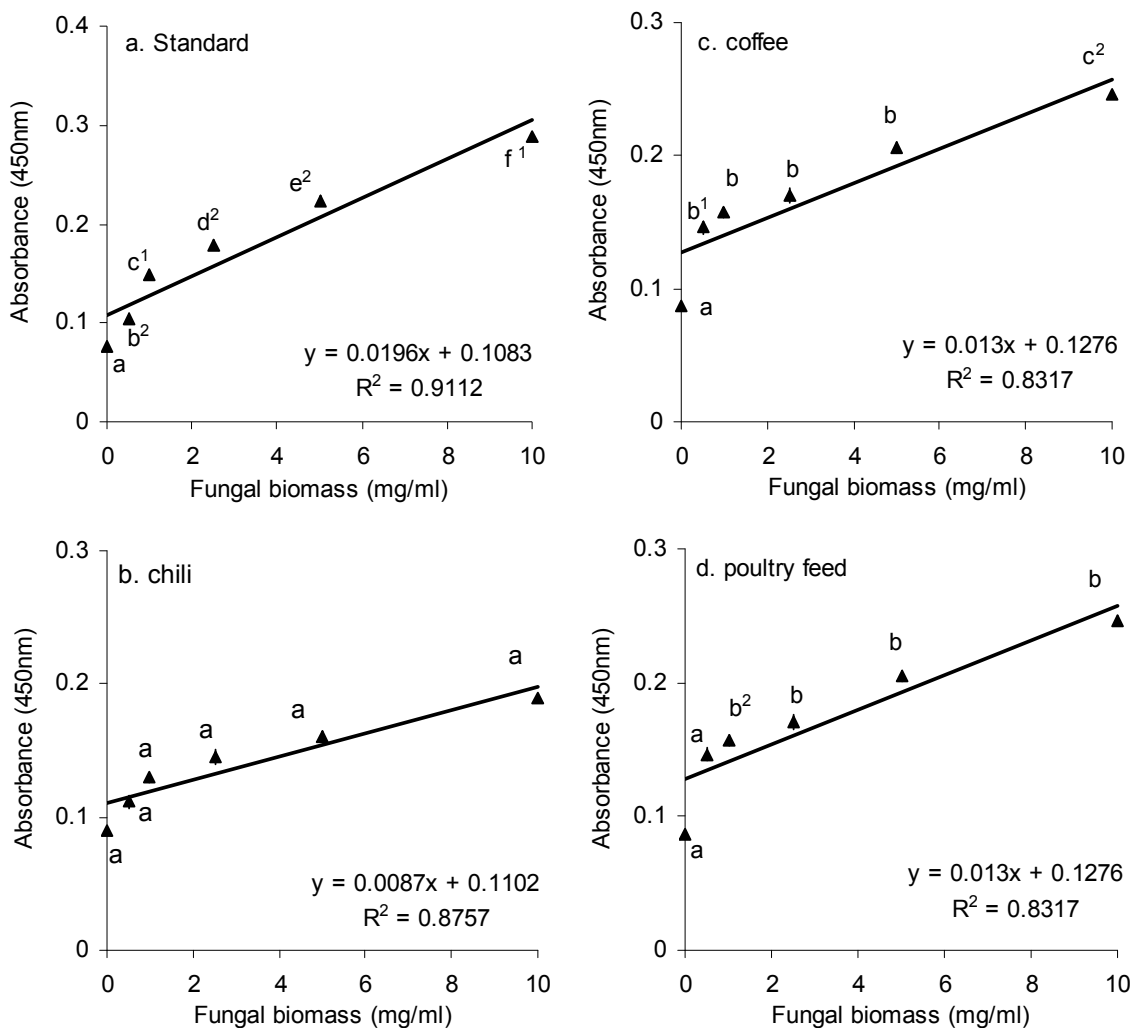 a. Standard
Absorbance (450nm)
0.4
0.3
0.2
0.1
0
a
b²
c¹
d²
e²
f¹
y = 0.0196x + 0.1083
R² = 0.9112
0 2 4 6 8 10
Fungal biomass (mg/ml)
c. coffee
Absorbance (450nm)
0.3
0.2
0.1
0
a
b¹
b
b
b
c²
y = 0.013x + 0.1276
R² = 0.8317
0 2 4 6 8 10
Fungal biomass (mg/ml)
b. chili
Absorbance (450nm)
0.3
0.2
0.1
0
a
a
a
a
a
a
y = 0.0087x + 0.1102
R² = 0.8757
0 2 4 6 8 10
Fungal biomass (mg/ml)
d. poultry feed
Absorbance (450nm)
0.3
0.2
0.1
0
a
a
b²
b
b
b
y = 0.013x + 0.1276
R² = 0.8317
0 2 4 6 8 10
Fungal biomass (mg/ml)